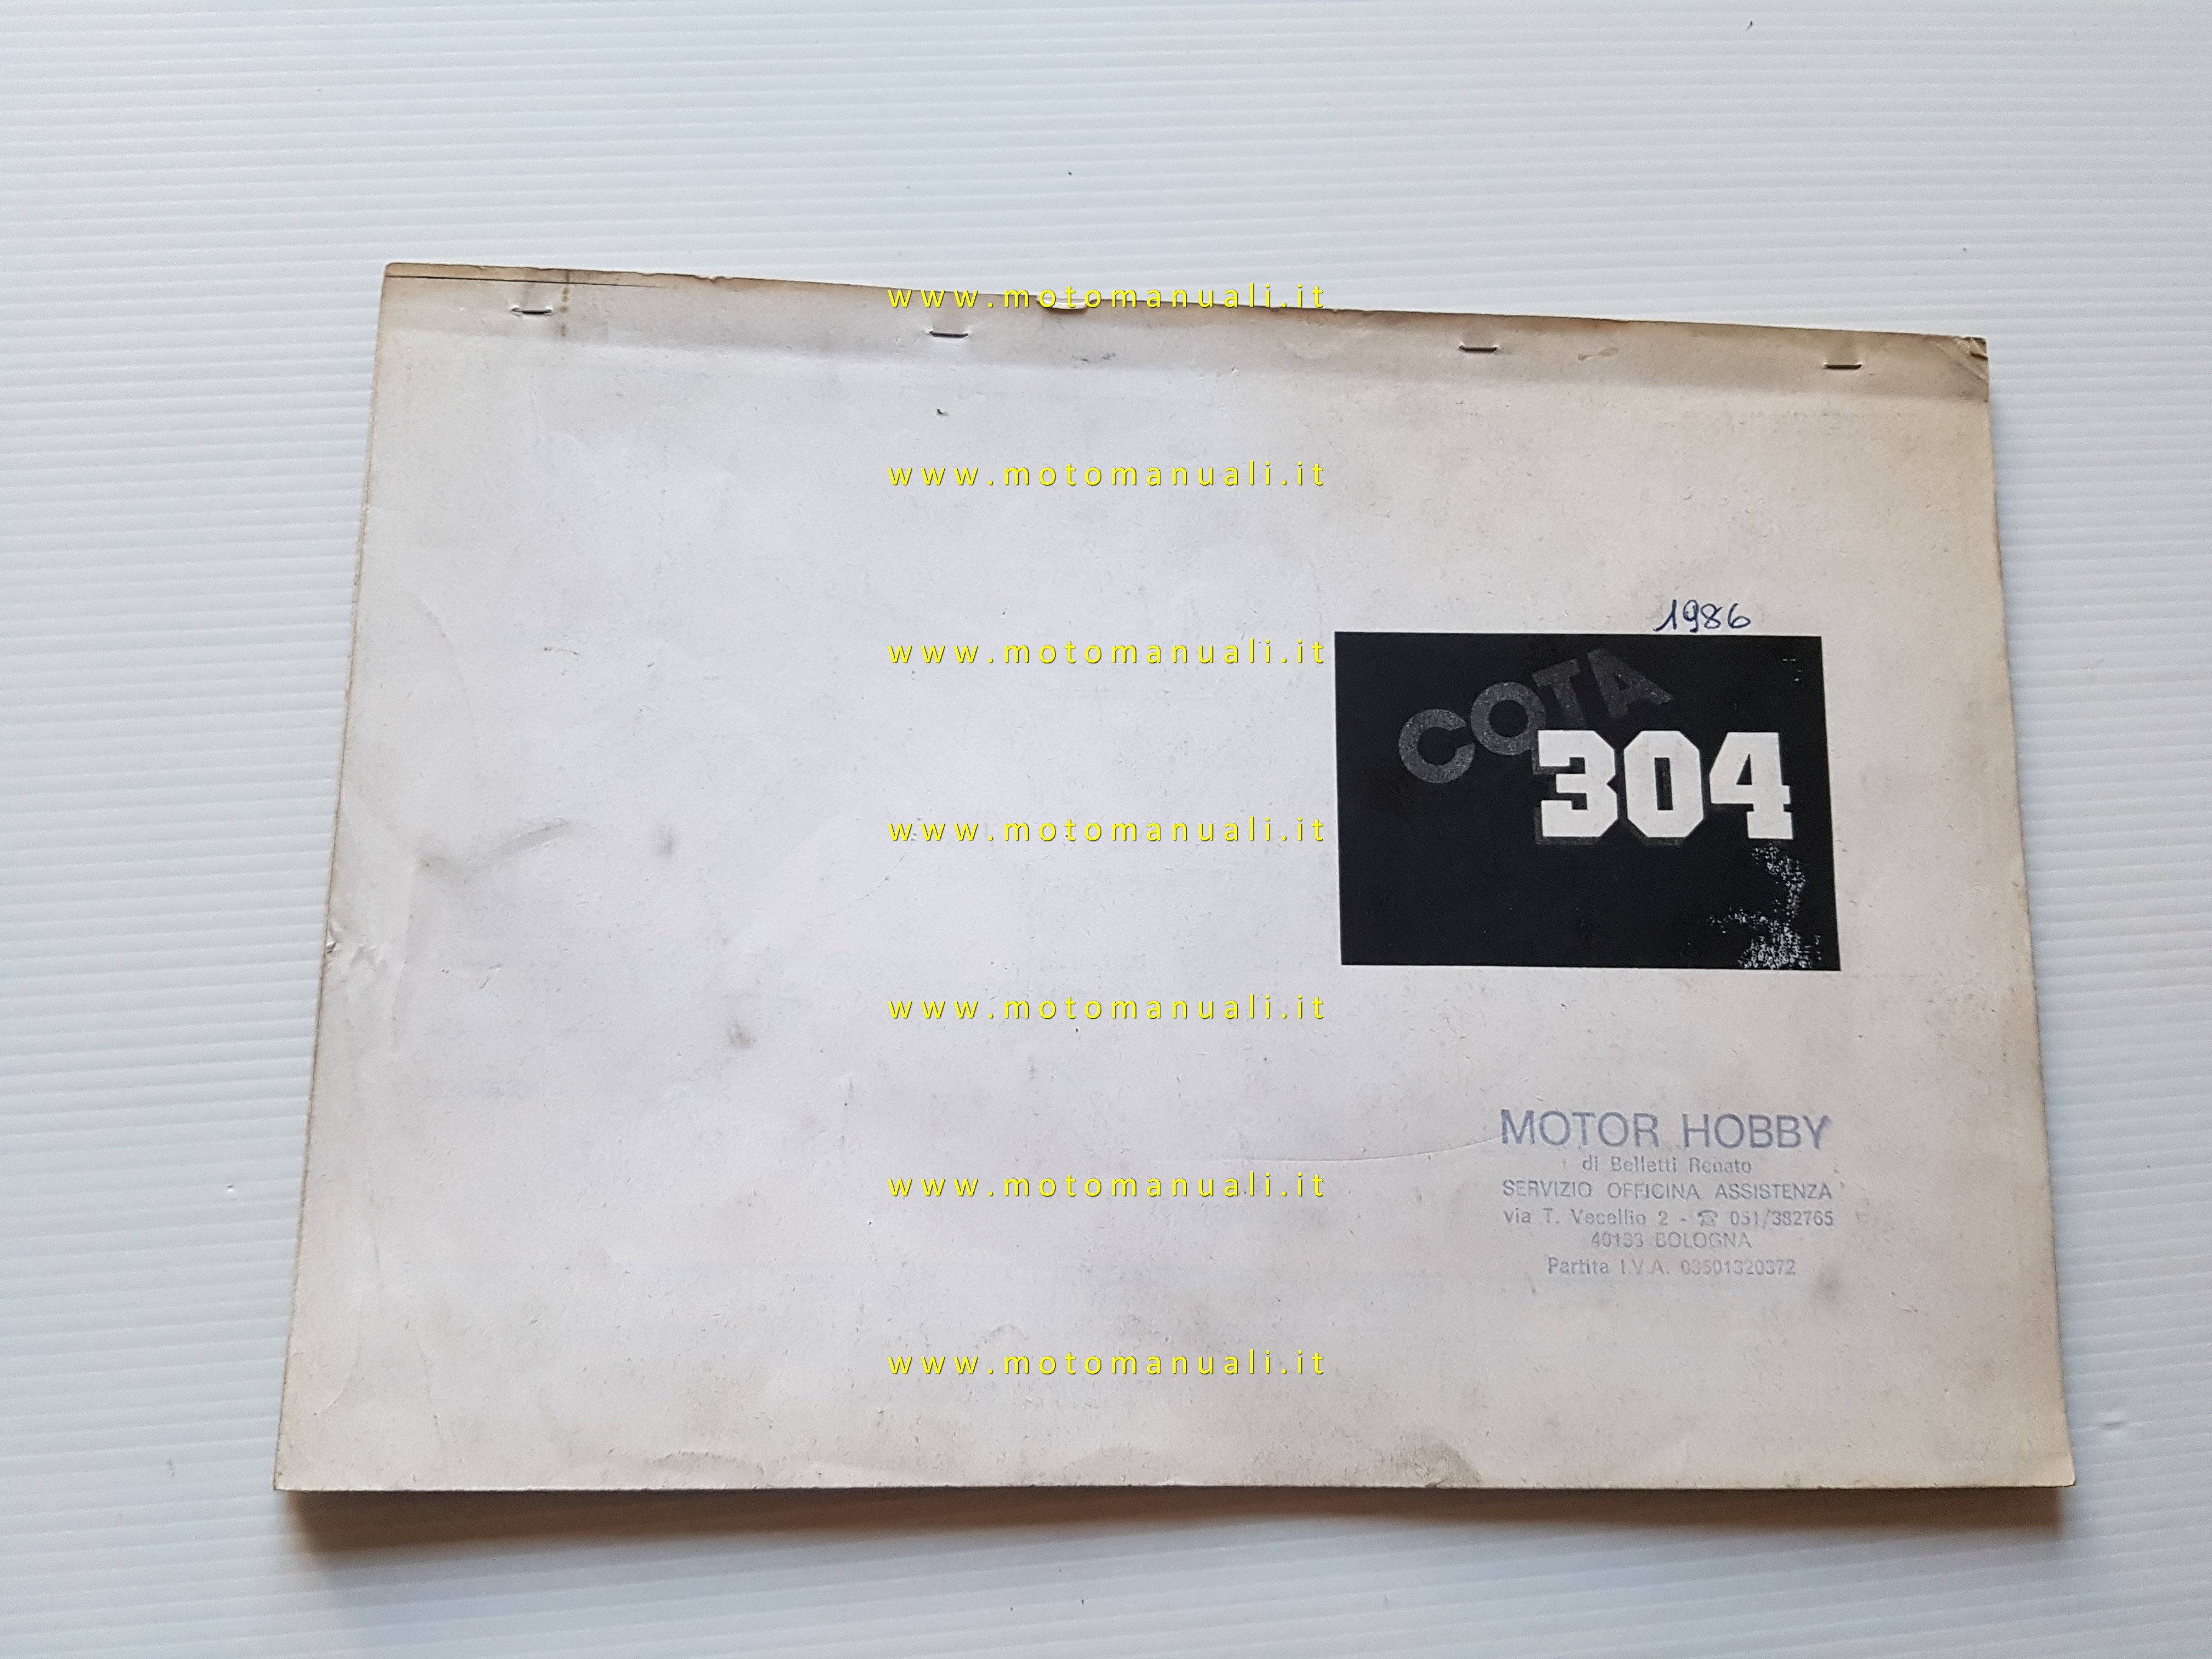 www.motomanuali.it
www.motomanuali.it
1986
www.motomanuali.it
COTA
304
www.motomanuali.it
www.motomanuali.it
MOTOR HOBBY
di Belletti Renato
www.motomanuali.it
SERVIZIO OFFICINA ASSISTENZA
via T. Vecellio 2 - ☎ 051/382765
40133 BOLOGNA
Partita I.V.A. 03501320372
www.motomanuali.it